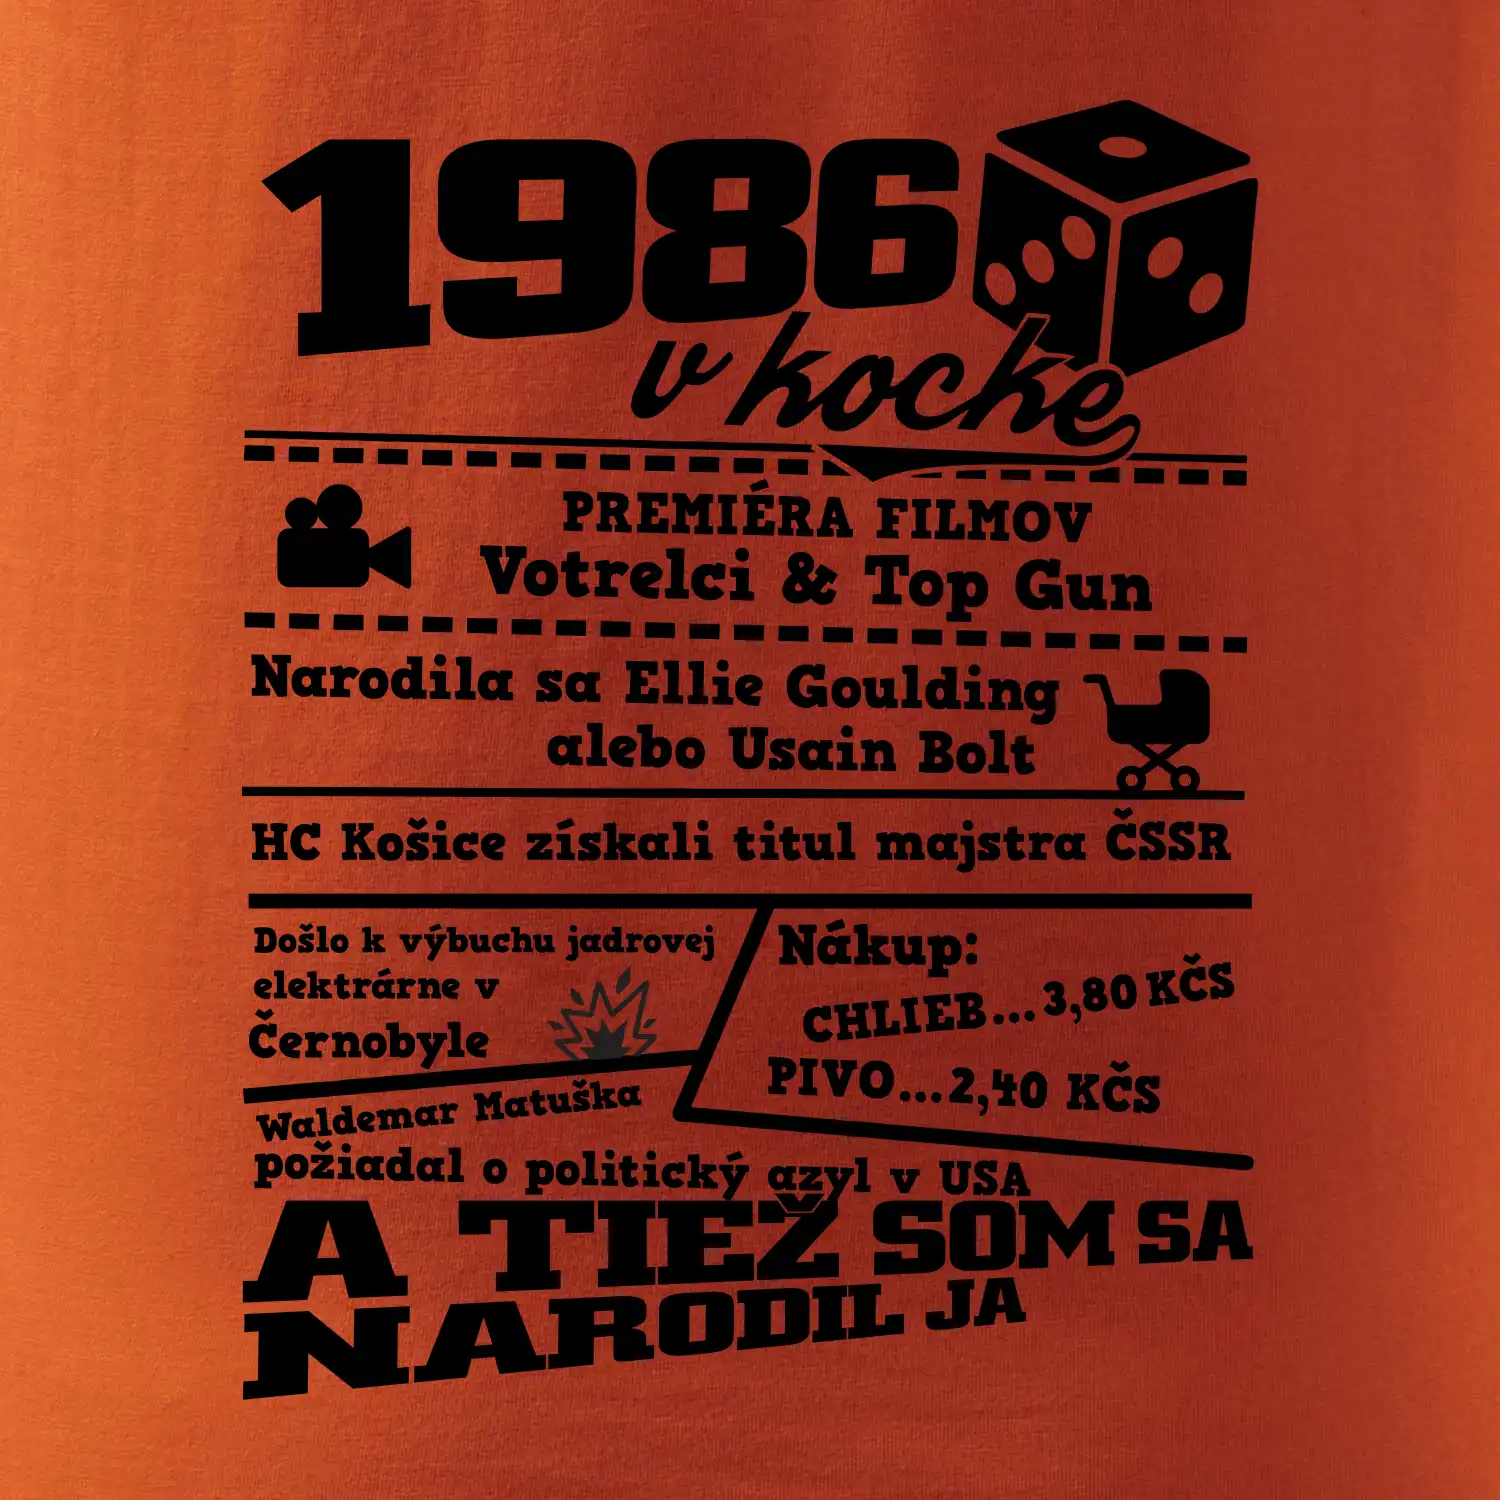 1986
v kocke
PREMIÉRA FILMOV
Votrelci & Top Gun
Narodila sa Ellie Goulding
alebo Usain Bolt
HC Košice získali titul majstra ČSSR
Došlo k výbuchu jadrovej
elektrárne v
Černobyle
Nákup:
CHLIEB...3,80 KČS
PIVO...2,40 KČS
Waldemar Matuška
požiadal o politický azyl v USA
A TIEŽ SOM SA
NARODIL JA